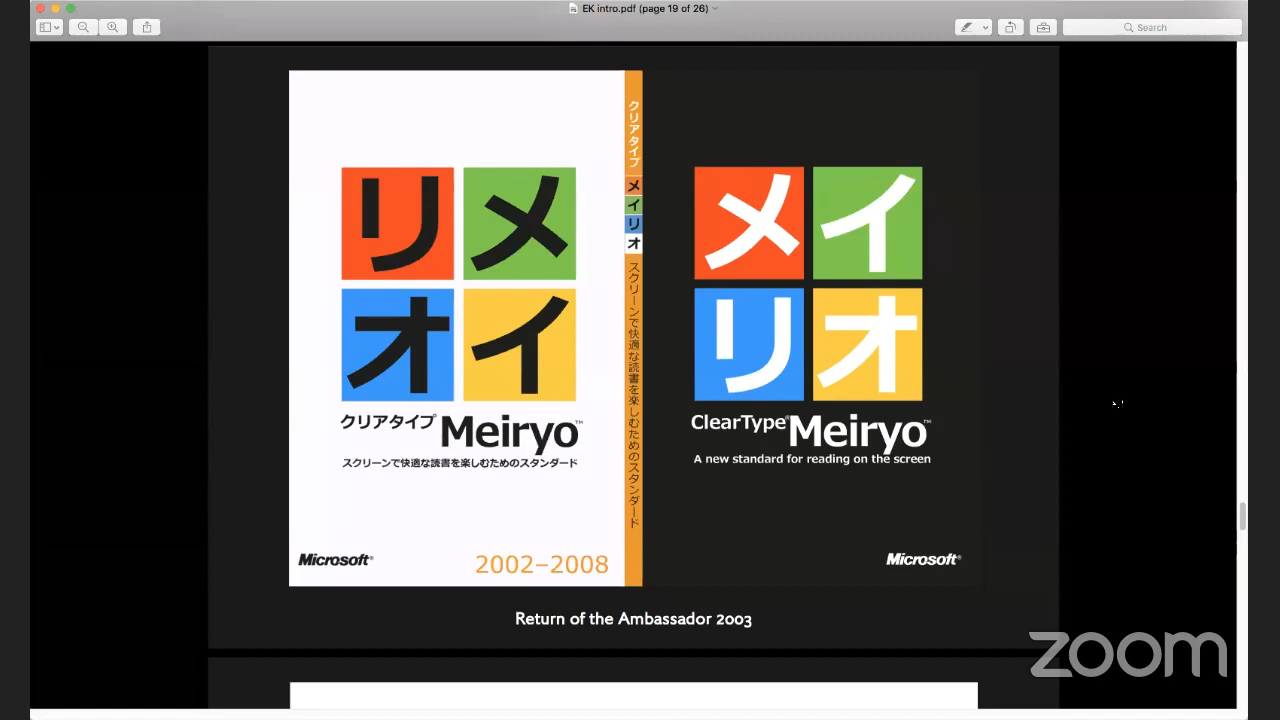 EK intro.pdf (page 19 of 26)
Search
リメ
オイ
クリアタイプ Meiryo™
スクリーンで快適な読書を楽しむためのスタンダード
Microsoft®
2002–2008
クリアタイプ メイリオ スクリーンで快適な読書を楽しむためのスタンダード
メイ
リオ
ClearType® Meiryo™
A new standard for reading on the screen
Microsoft®
Return of the Ambassador 2003
zoom